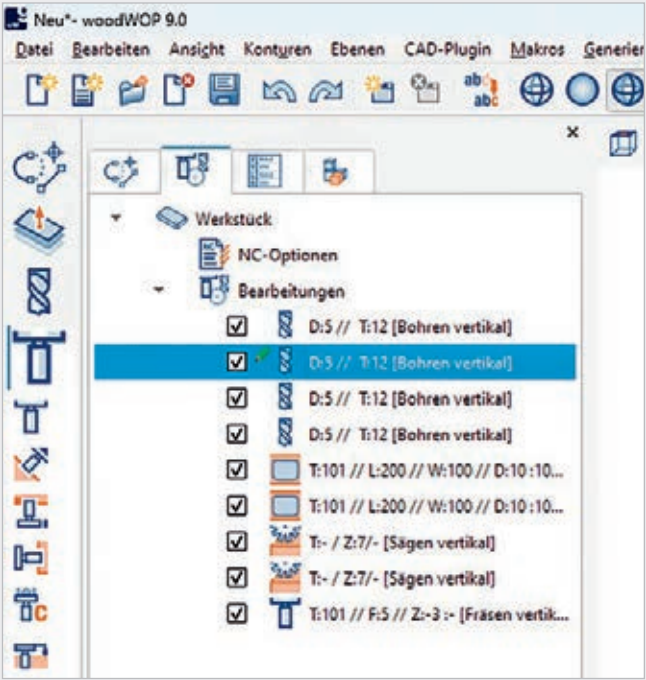 Neu*- woodWOP 9.0
Datei Bearbeiten Ansicht Konturen Ebenen CAD-Plugin Makros Generier
abc
abc
Werkstück
NC-Optionen
Bearbeitungen
D:5 // T:12 [Bohren vertikal]
D:5 // T:12 [Bohren vertikal]
D:5 // T:12 [Bohren vertikal]
D:5 // T:12 [Bohren vertikal]
T:101 // L:200 // W:100 // D:10 :10...
T:101 // L:200 // W:100 // D:10 :10...
T:- / Z:7/- [Sägen vertikal]
T:- / Z:7/- [Sägen vertikal]
T:101 // F:5 // Z:-3 :- [Fräsen vertik...
C